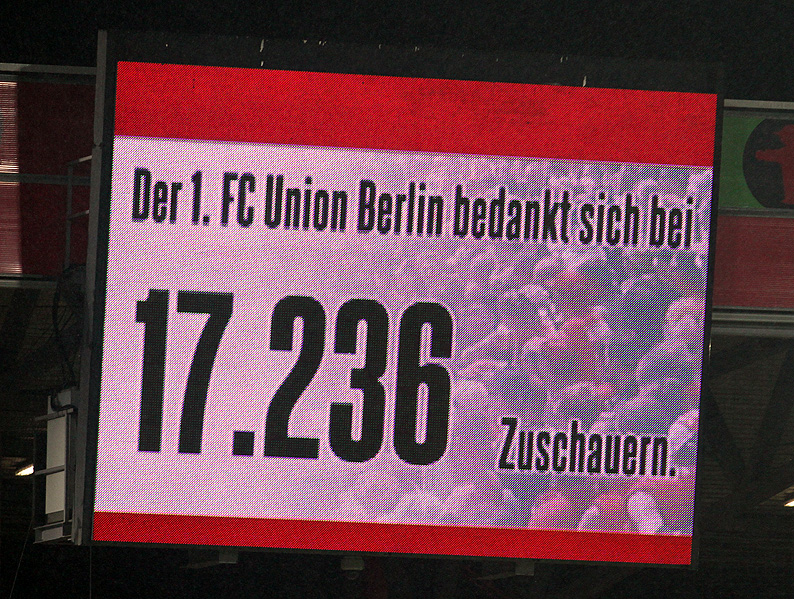 Der 1. FC Union Berlin bedankt sich bei
17.236
Zuschauern.